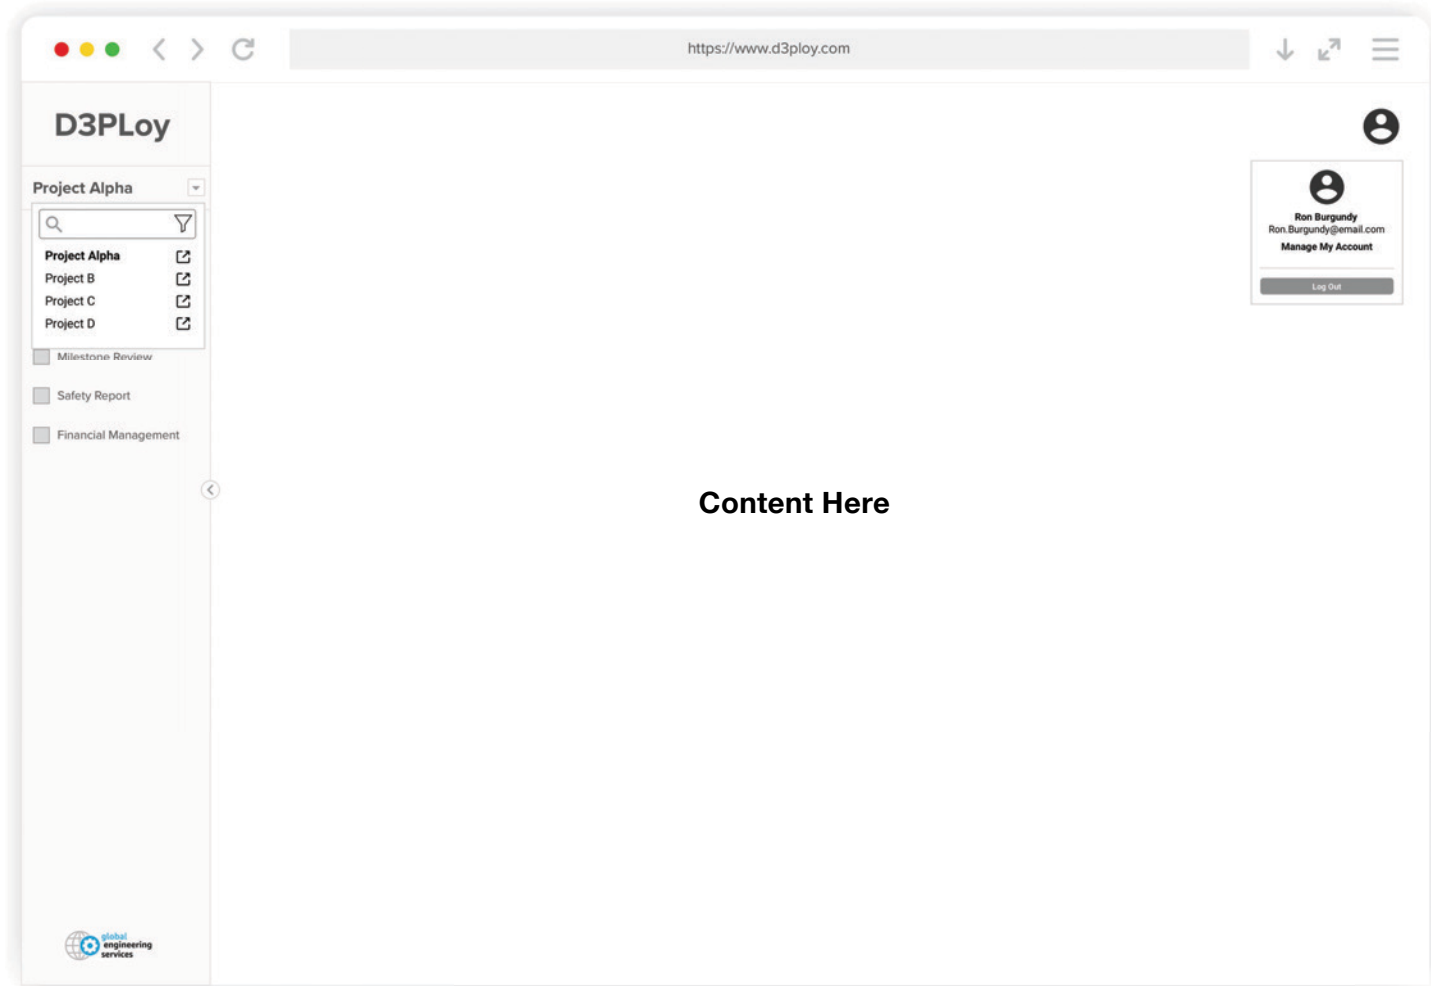 https://www.d3ploy.com
D3PLoy
Project Alpha
Project Alpha
Project B
Project C
Project D
Milestone Review
Safety Report
Financial Management
Ron Burgundy
Ron.Burgundy@email.com
Manage My Account
Log Out
Content Here
global
engineering
services